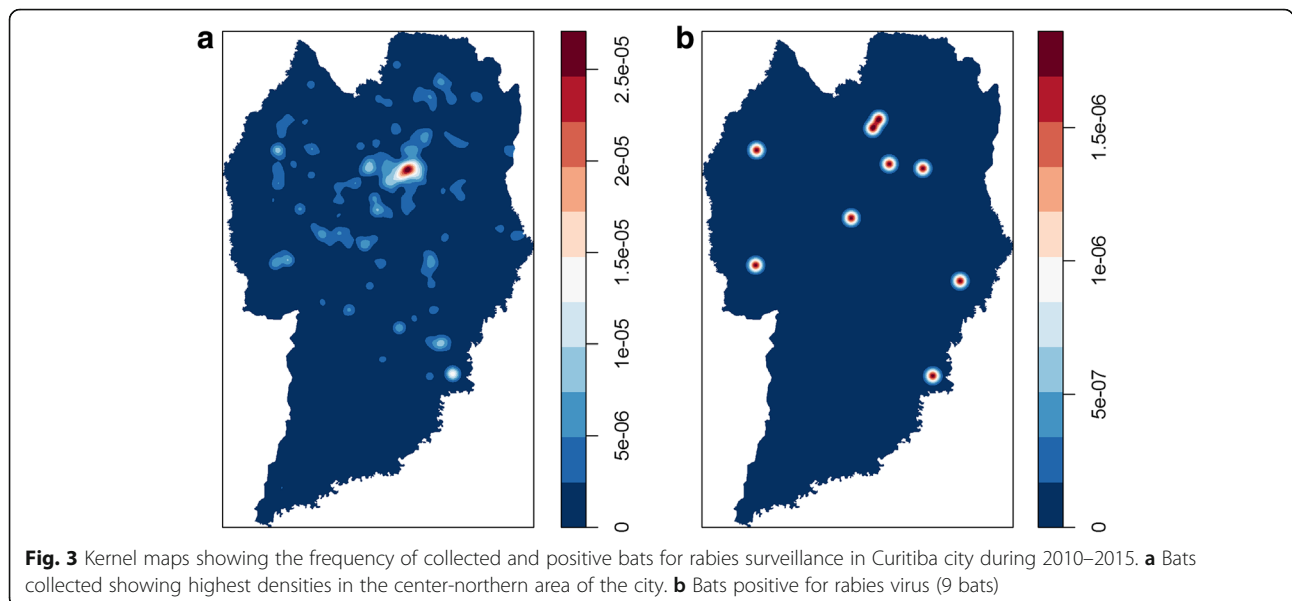 a
b
2.5e-05
2e-05
1.5e-05
1e-05
5e-06
0
1.5e-06
1e-06
5e-07
0
Fig. 3 Kernel maps showing the frequency of collected and positive bats for rabies surveillance in Curitiba city during 2010–2015. a Bats
collected showing highest densities in the center-northern area of the city. b Bats positive for rabies virus (9 bats)